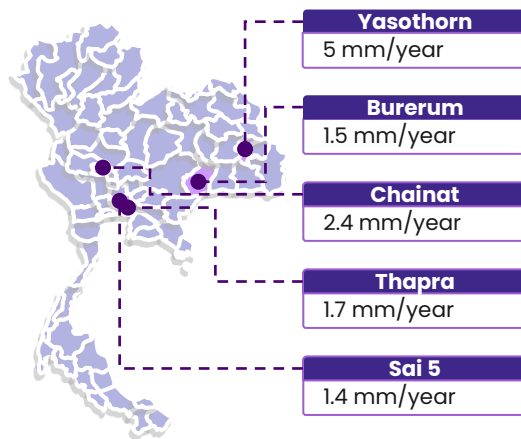 Yasothorn
5 mm/year
Burerum
1.5 mm/year
Chainat
2.4 mm/year
Thapra
1.7 mm/year
Sai 5
1.4 mm/year